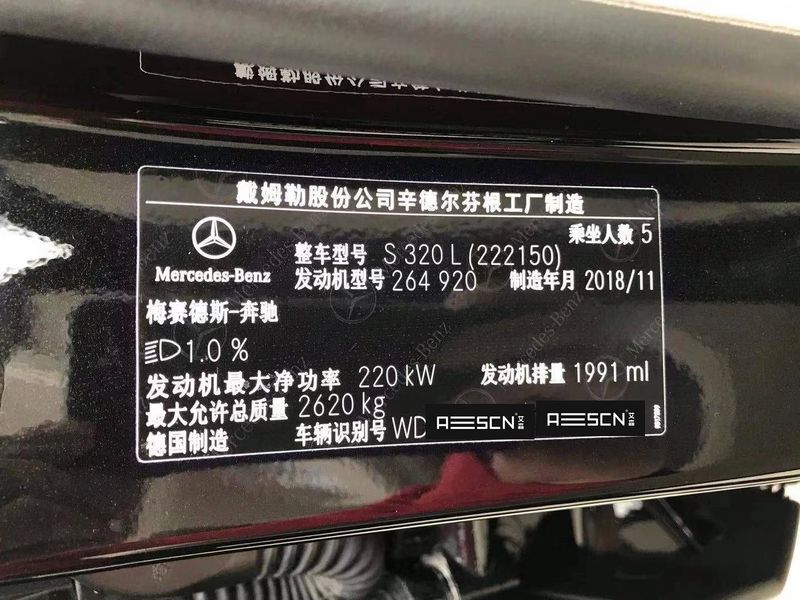 戴姆勒股份公司辛德尔芬根工厂制造
乘坐人数 5
整车型号 S 320 L (222150)
Mercedes-Benz
发动机型号 264 920 制造年月 2018/11
梅赛德斯-奔驰
1.0 %
发动机最大净功率 220 kW 发动机排量 1991 ml
最大允许总质量 2620 kg
德国制造 车辆识别号 WD